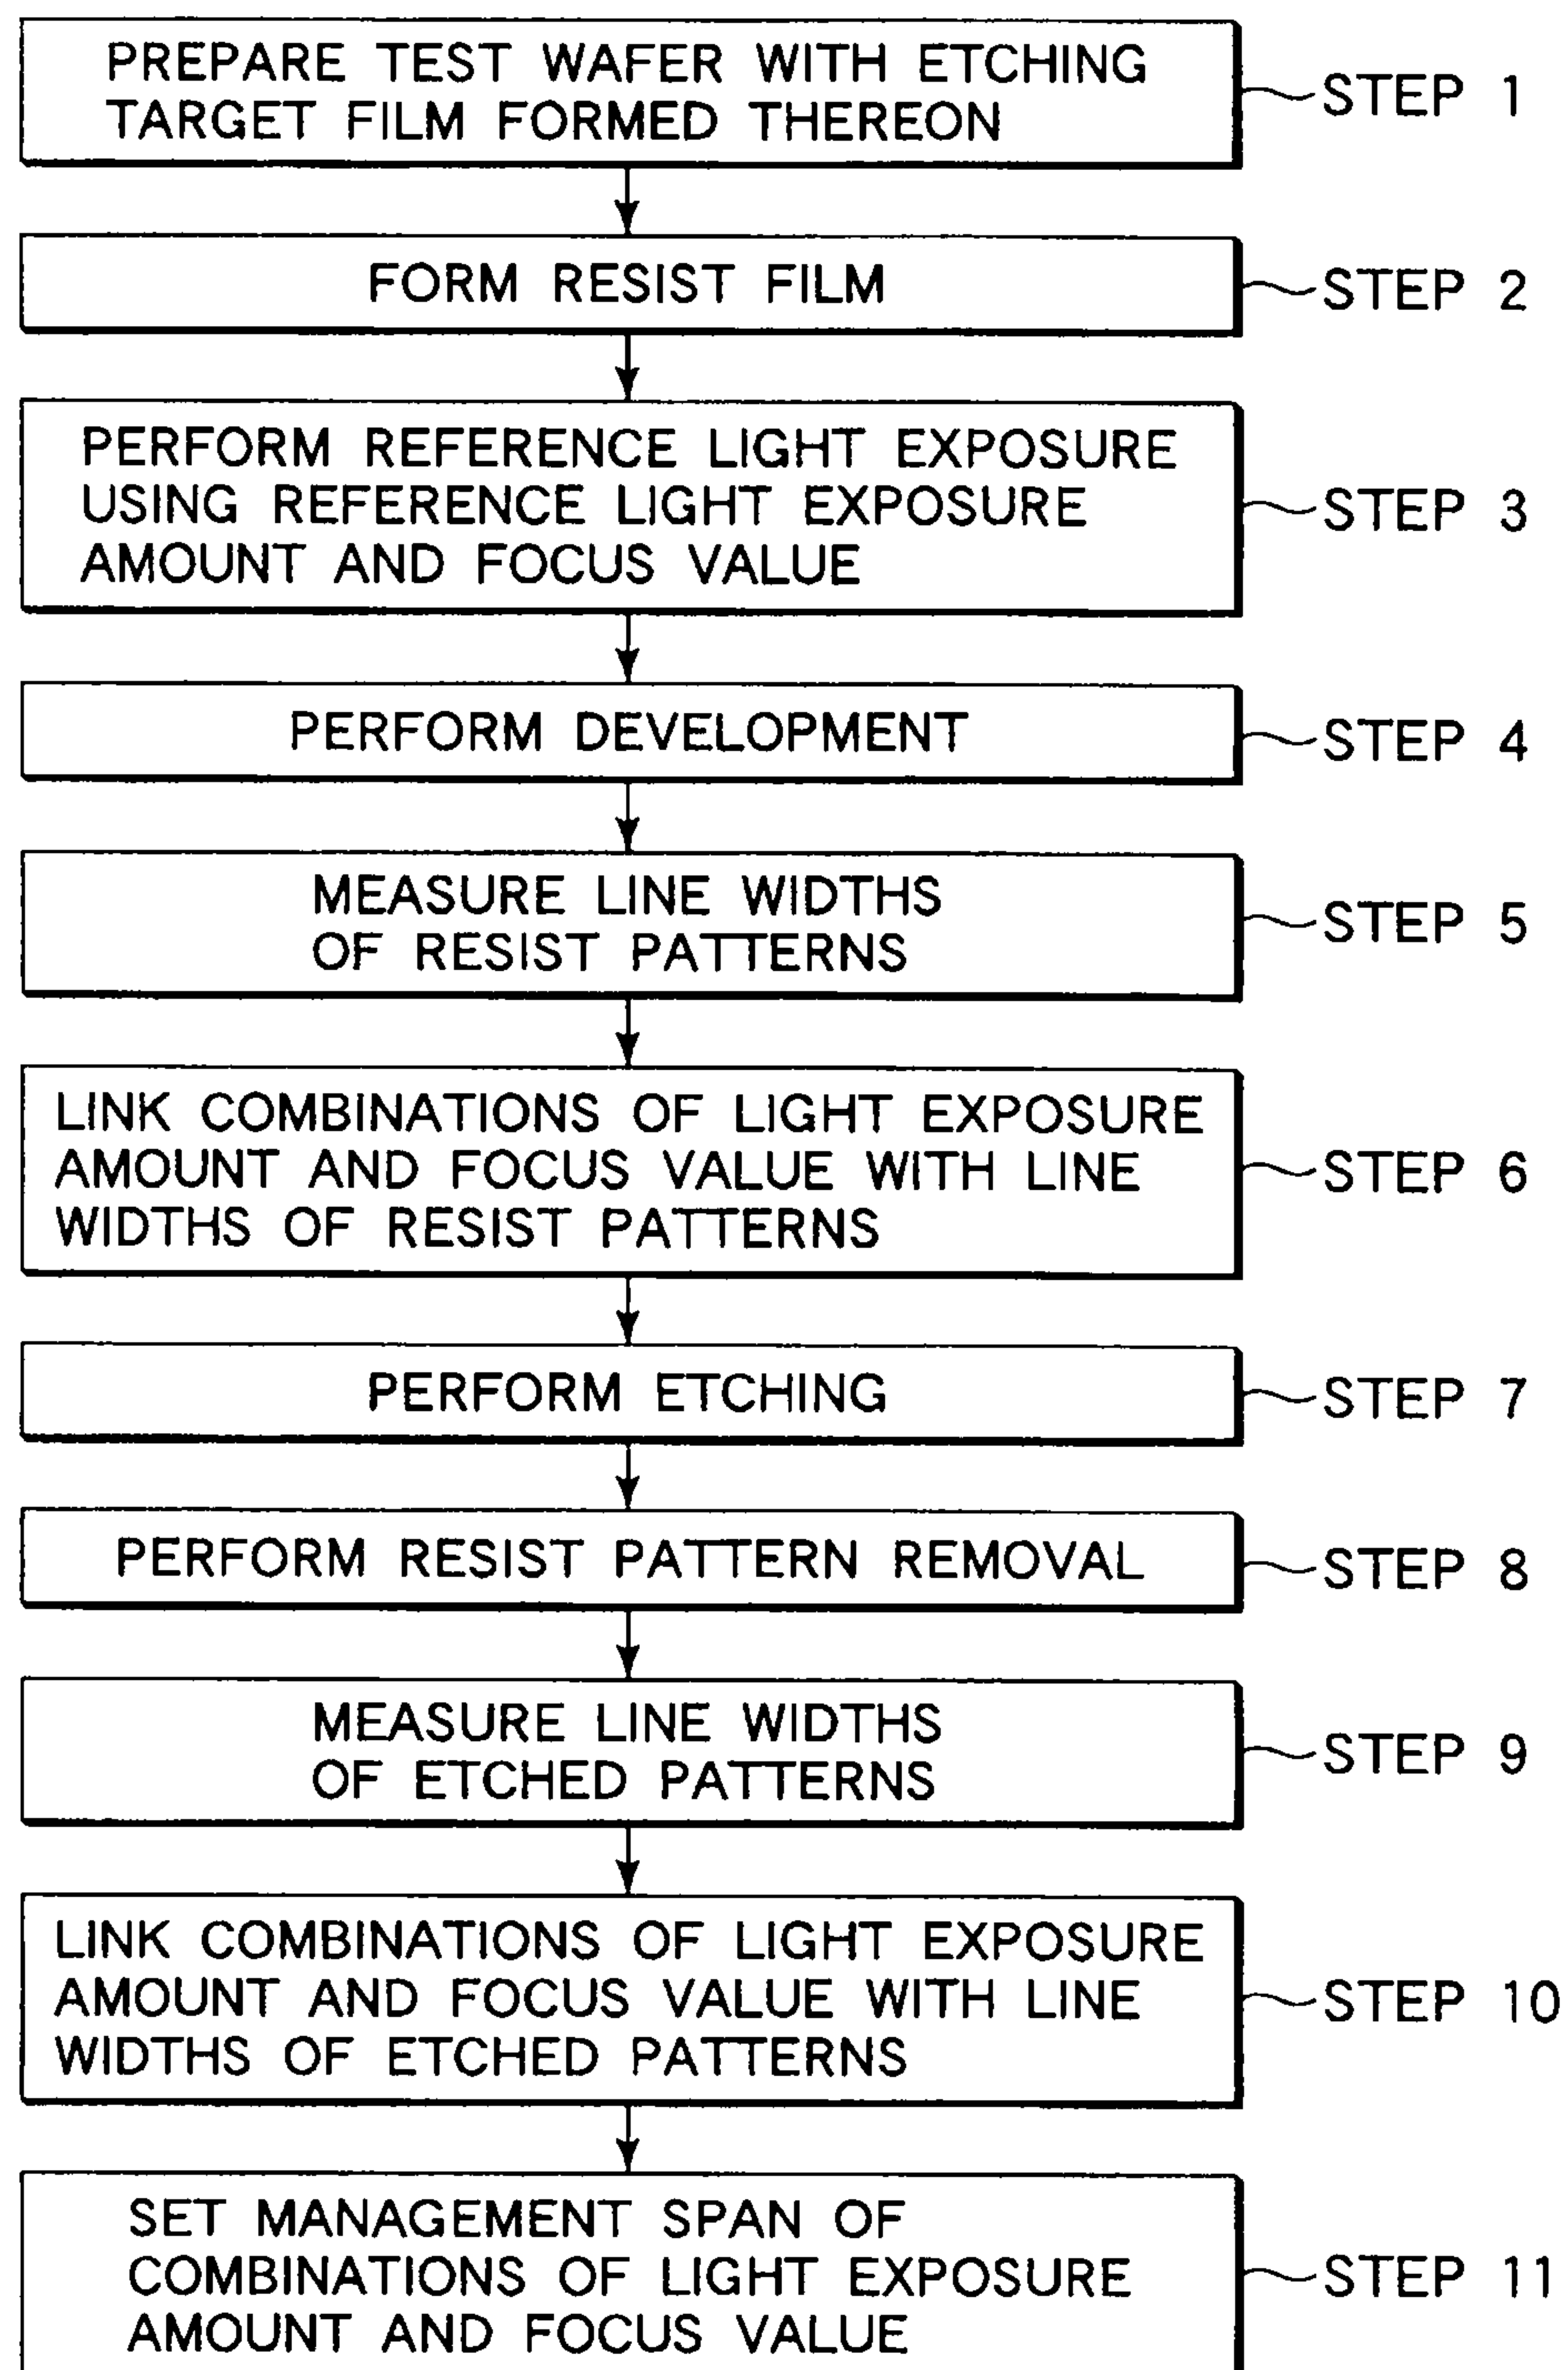 PREPARE TEST WAFER WITH ETCHING
TARGET FILM FORMED THEREON
STEP 1
FORM RESIST FILM
STEP 2
PERFORM REFERENCE LIGHT EXPOSURE
USING REFERENCE LIGHT EXPOSURE
AMOUNT AND FOCUS VALUE
STEP 3
PERFORM DEVELOPMENT
STEP 4
MEASURE LINE WIDTHS
OF RESIST PATTERNS
STEP 5
LINK COMBINATIONS OF LIGHT EXPOSURE
AMOUNT AND FOCUS VALUE WITH LINE
WIDTHS OF RESIST PATTERNS
STEP 6
PERFORM ETCHING
STEP 7
PERFORM RESIST PATTERN REMOVAL
STEP 8
MEASURE LINE WIDTHS
OF ETCHED PATTERNS
STEP 9
LINK COMBINATIONS OF LIGHT EXPOSURE
AMOUNT AND FOCUS VALUE WITH LINE
WIDTHS OF ETCHED PATTERNS
STEP 10
SET MANAGEMENT SPAN OF
COMBINATIONS OF LIGHT EXPOSURE
AMOUNT AND FOCUS VALUE
STEP 11